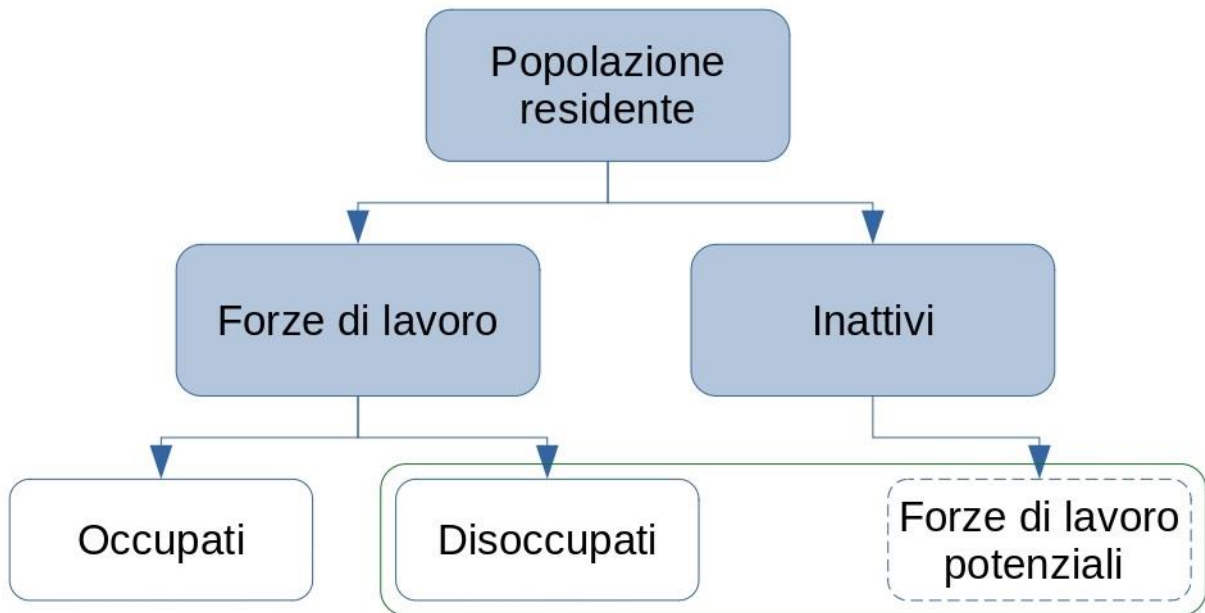 Popolazione
residente
Forze di lavoro
Inattivi
Occupati
Disoccupati
Forze di lavoro
potenziali